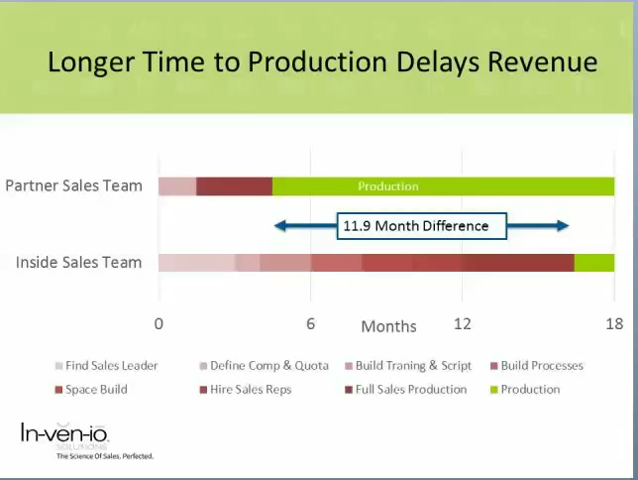 Longer Time to Production Delays Revenue
Partner Sales Team
Production
11.9 Month Difference
Inside Sales Team
0 6 12 18
Months
Find Sales Leader Define Comp & Quota Build Traning & Script Build Processes
Space Build Hire Sales Reps Full Sales Production Production
In-ven-io
SOLUTIONS
The Science Of Sales, Perfected.